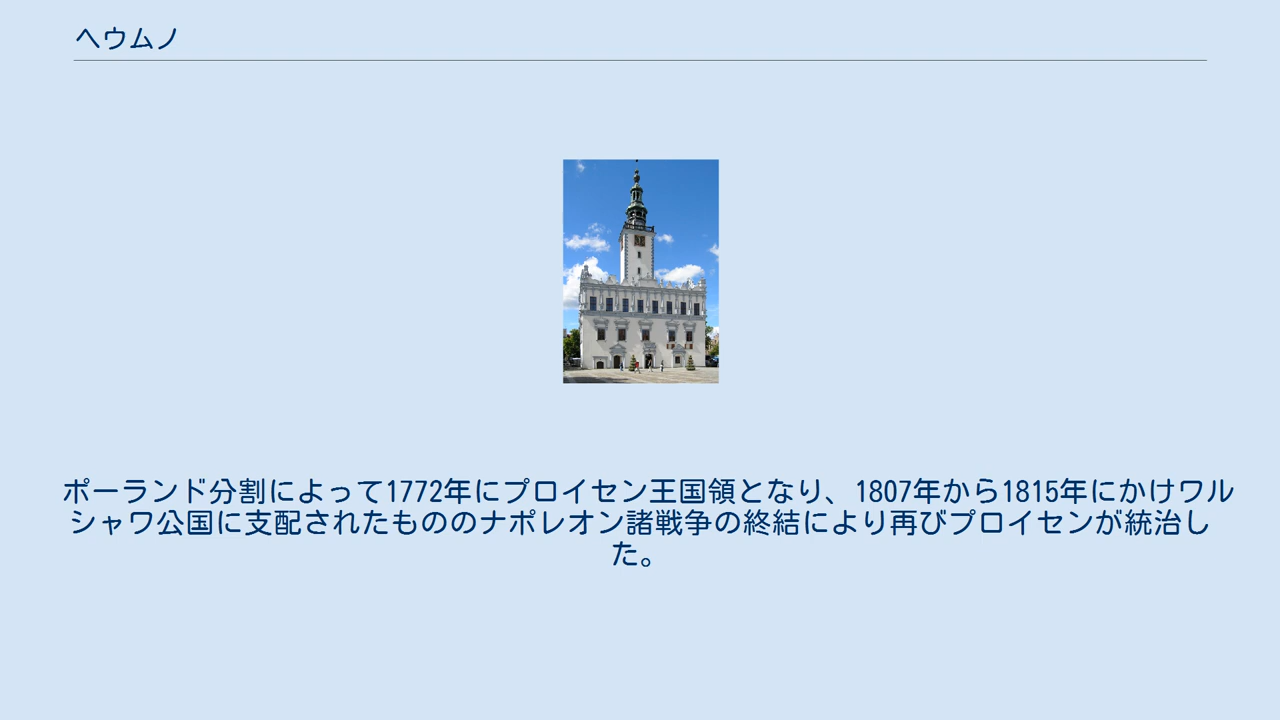 ヘウムノ
ポーランド分割によって1772年にプロイセン王国領となり、1807年から1815年にかけワル
シャワ公国に支配されたもののナポレオン諸戦争の終結により再びプロイセンが統治し
た。